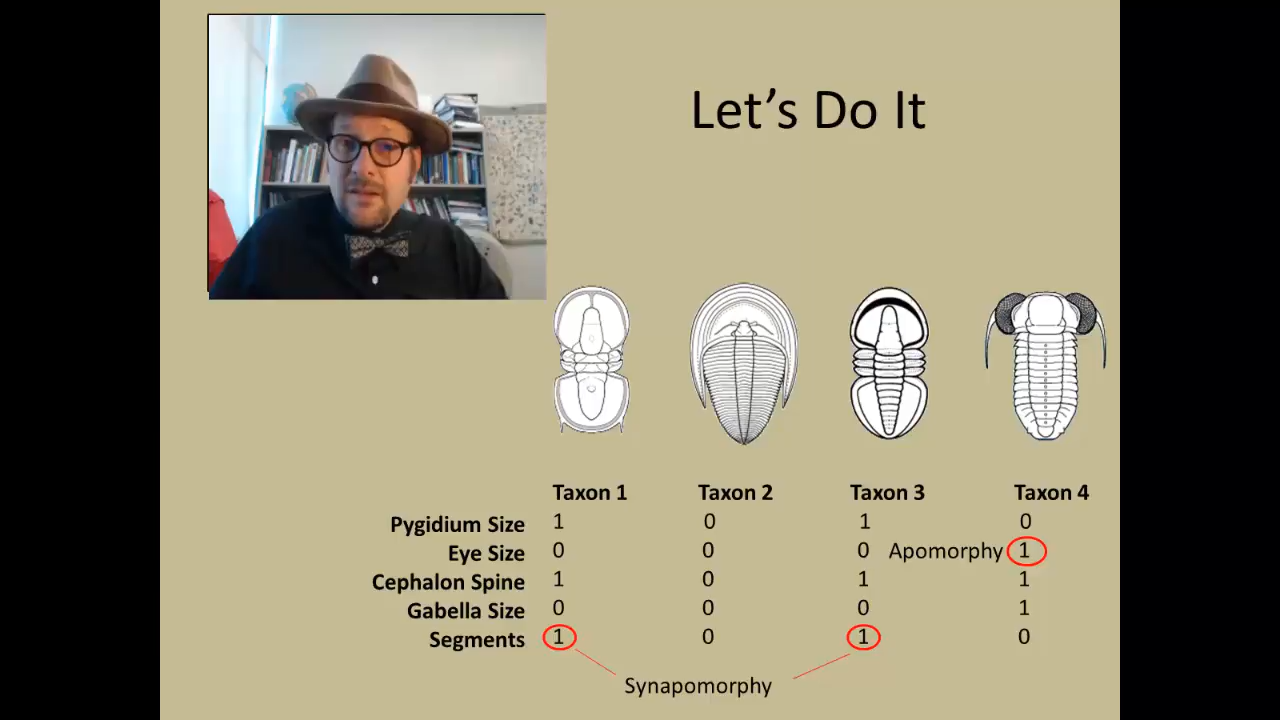 Let's Do It
Taxon 1 Taxon 2 Taxon 3 Taxon 4
Pygidium Size 1 0 1 0
Eye Size 0 0 0 Apomorphy 1
Cephalon Spine 1 0 1 1
Gabella Size 0 0 0 1
Segments 1 0 1 0
Synapomorphy